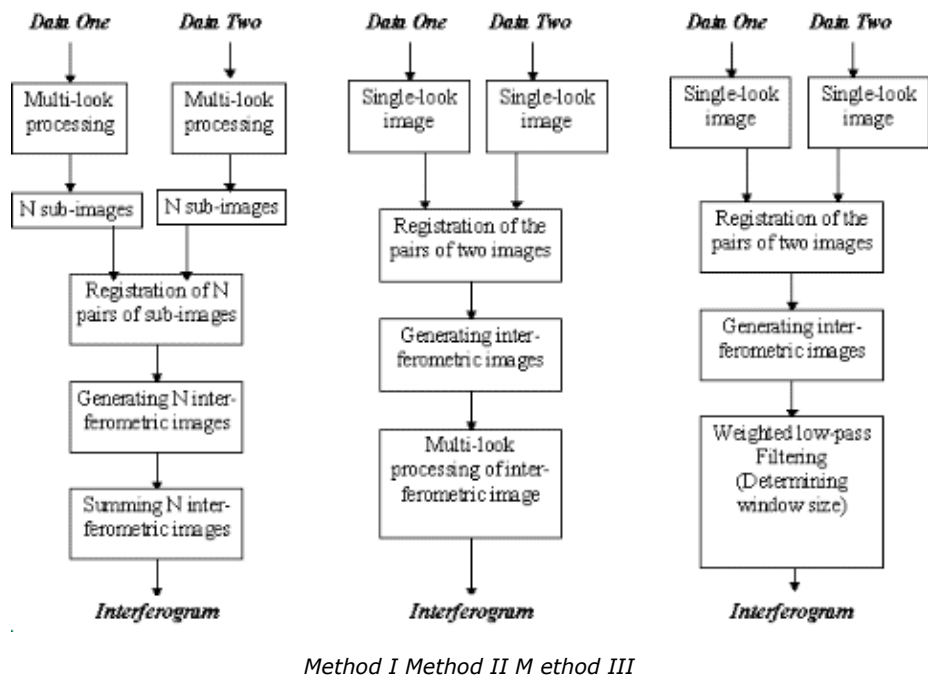 Data One
Data Two
Multi-look
processing
Multi-look
processing
N sub-images
N sub-images
Registration of N
pairs of sub-images
Generating N inter-
ferometric images
Summing N inter-
ferometric images
Interferogram
Data One
Data Two
Single-look
image
Single-look
image
Registration of the
pairs of two images
Generating inter-
ferometric images
Multi-look
processing of inter-
ferometric image
Interferogram
Data One
Data Two
Single-look
image
Single-look
image
Registration of the
pairs of two images
Generating inter-
ferometric images
Weighted low-pass
Filtering
(Determining
window size)
Interferogram
Method I Method II M ethod III